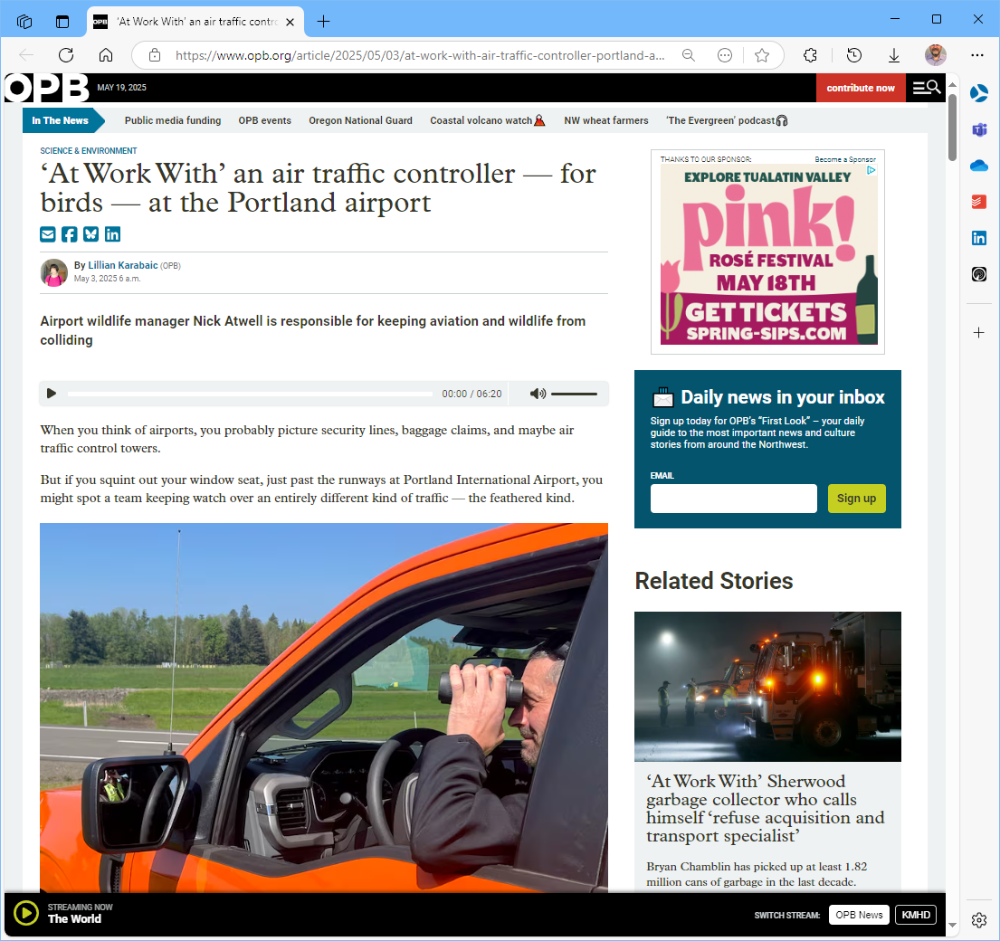 OPB
'At Work With' an air traffic contro
https://www.opb.org/article/2025/05/03/at-work-with-air-traffic-controller-portland-a...
OPB
MAY 19, 2025
contribute now
In The News
Public media funding
OPB events
Oregon National Guard
Coastal volcano watch🌋
NW wheat farmers
‘The Evergreen’ podcast🎧
SCIENCE & ENVIRONMENT
‘At Work With’ an air traffic controller — for
birds — at the Portland airport
By Lillian Karabaic (OPB)
May 3, 2025 6 a.m.
Airport wildlife manager Nick Atwell is responsible for keeping aviation and wildlife from
colliding
00:00 / 06:20
When you think of airports, you probably picture security lines, baggage claims, and maybe air
traffic control towers.
But if you squint out your window seat, just past the runways at Portland International Airport, you
might spot a team keeping watch over an entirely different kind of traffic — the feathered kind.
THANKS TO OUR SPONSOR:
Become a Sponsor
EXPLORE TUALATIN VALLEY
pink!
ROSÉ FESTIVAL
MAY 18TH
GET TICKETS
SPRING-SIPS.COM
Daily news in your inbox
Sign up today for OPB’s “First Look” – your daily
guide to the most important news and culture
stories from around the Northwest.
EMAIL
Sign up
Related Stories
‘At Work With’ Sherwood
garbage collector who calls
himself ‘refuse acquisition and
transport specialist’
Bryan Chamblin has picked up at least 1.82
million cans of garbage in the last decade.
STREAMING NOW
The World
SWITCH STREAM:
OPB News
KMHD